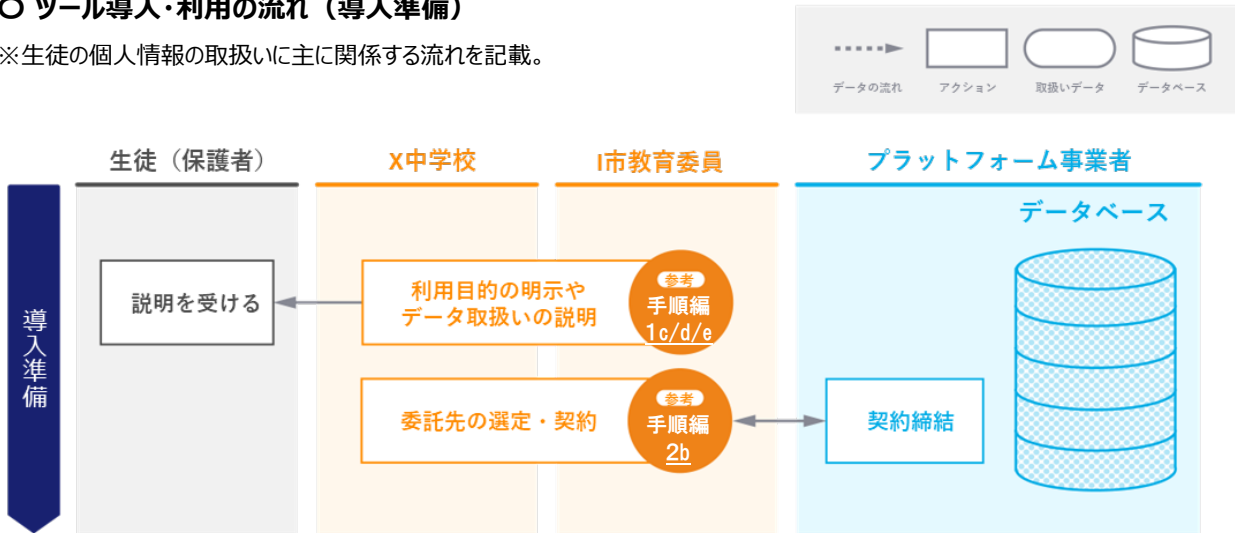 〇 ツール導入・利用の流れ（導入準備）
※生徒の個人情報の取扱いに主に関係する流れを記載。
データの流れ
アクション
取扱いデータ
データベース
生徒（保護者）
X中学校
I市教育委員
プラットフォーム事業者
データベース
導入準備
説明を受ける
利用目的の明示や
データ取扱いの説明
参考
手順編
1c/d/e
委託先の選定・契約
参考
手順編
2b
契約締結